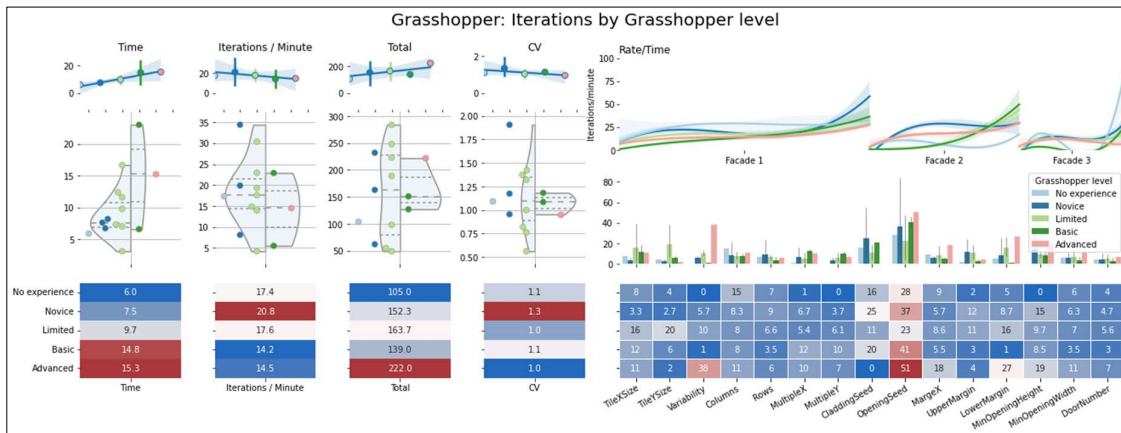 Grasshopper: Iterations by Grasshopper level
Time
20
0
Iterations / Minute
20
0
Total
200
0
CV
2
0
Rate/Time
Iterations/minute
100
75
50
25
0
Facade 1
Facade 2
Facade 3
20
15
10
5
35
30
25
20
15
10
5
300
250
200
150
100
50
2.00
1.75
1.50
1.25
1.00
0.75
0.50
80
60
40
20
0
Grasshopper level
No experience
Novice
Limited
Basic
Advanced
No experience 6.0 17.4 105.0 1.1
Novice 7.5 20.8 152.3 1.3
Limited 9.7 17.6 163.7 1.0
Basic 14.8 14.2 139.0 1.1
Advanced 15.3 14.5 222.0 1.0
Time Iterations / Minute Total CV
8 4 0 15 7 1 0 16 28 9 2 5 0 6 4
3.3 2.7 5.7 8.3 9 6.7 3.7 25 37 5.7 12 8.7 15 6.3 4.7
16 20 10 8 6.6 5.4 6.1 11 23 8 11 16 9.7 7 5.6
12 6 1 8 3.5 12 10 20 41 5.5 3 1 8.5 3.5 3
11 2 38 11 6 10 7 0 51 18 4 27 19 11 7
TileXSize TileYSize Variability Columns Rows MultipleX MultipleY CladdingSeed OpeningSeed MargeX UpperMargin LowerMargin MinOpeningHeight MinOpeningWidth DoorNumber